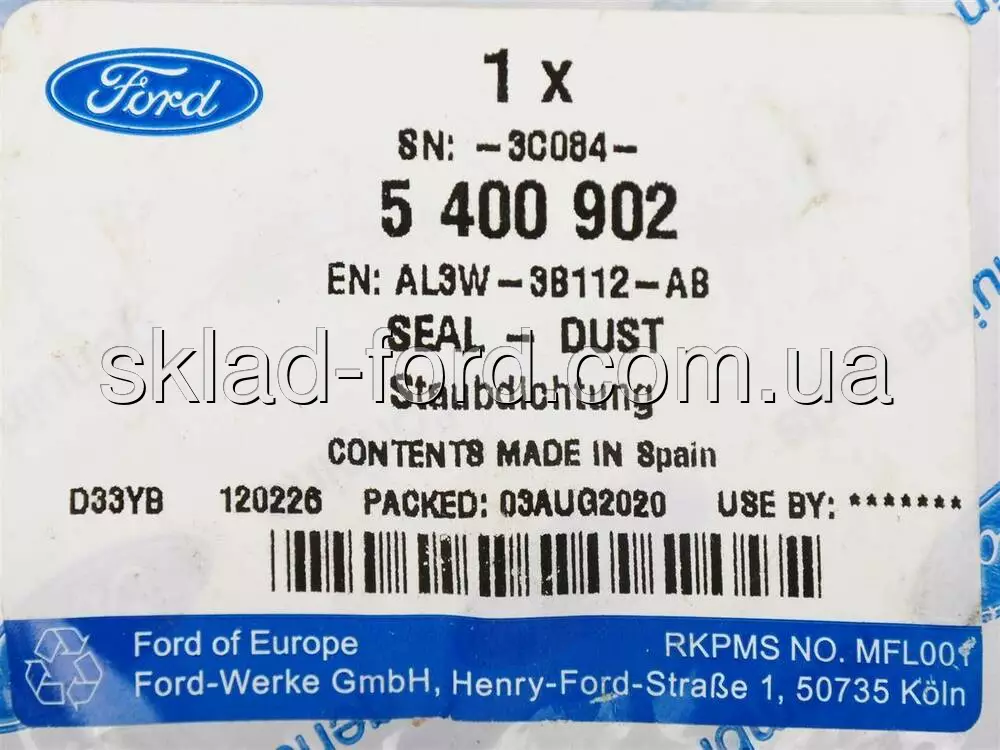 Ford
1 x
SN: -3C084-
5 400 902
EN: AL3W-3B112-AB
SEAL - DUST
sklad-ford.com.ua
Staubdichtung
CONTENTS MADE IN Spain
D33YB 120226 PACKED: 03AUG2020 USE BY: *******
Ford of Europe RKPMS NO. MFL001
Ford-Werke GmbH, Henry-Ford-Straße 1, 50735 Köln